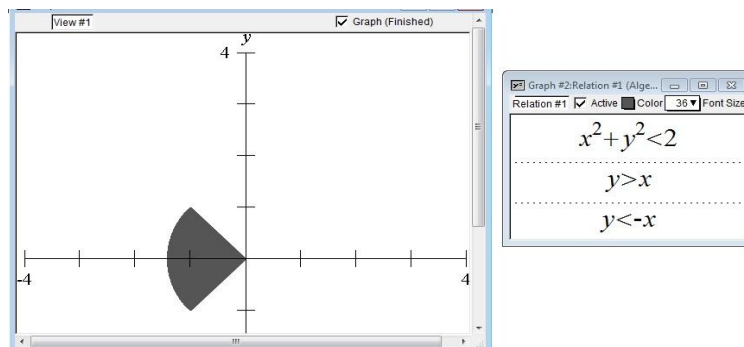 View #1
Graph (Finished)
y
4
-4
4
Graph #2:Relation #1 (Alge...
Relation #1 Active Color 36 Font Size
x²+y²<2
y>x
y<-x